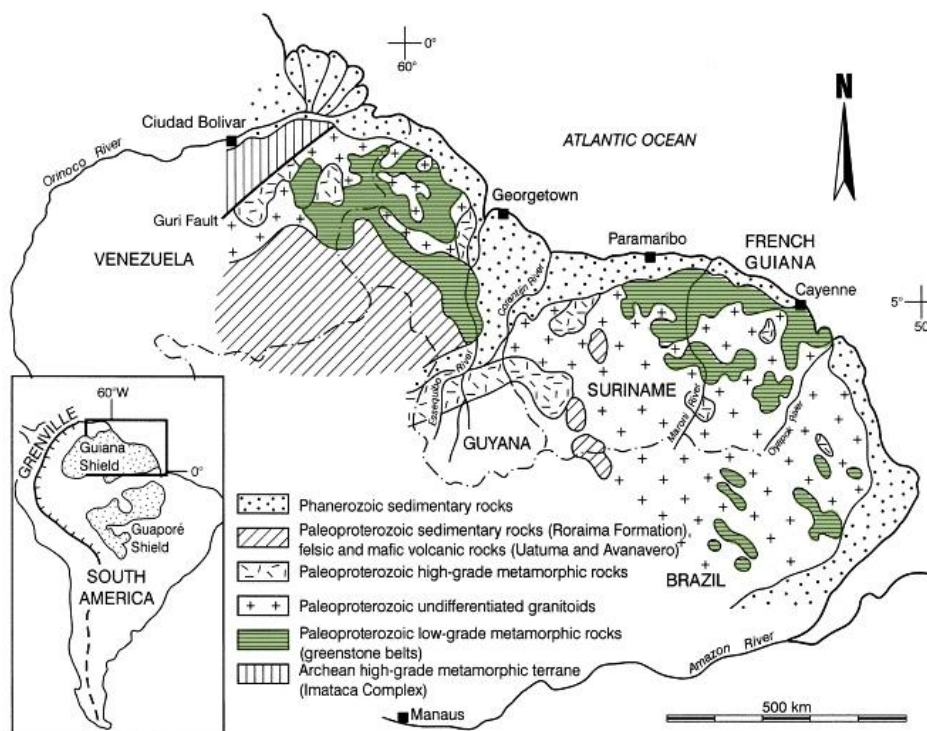 0°
60°
N
Ciudad Bolivar
ATLANTIC OCEAN
Orinoco River
Georgetown
Guri Fault
Paramaribo
FRENCH
GUIANA
VENEZUELA
Cayenne
Corentijn River
5°
50
60°W
Essequibo River
SURINAME
GRENVILLE
Maroni River
GUYANA
Guiana
Shield
0°
Phanerozoic sedimentary rocks
Guaporé
Shield
Paleoproterozoic sedimentary rocks (Roraima Formation)
felsic and mafic volcanic rocks (Uatuma and Avanavero)
Paleoproterozoic high-grade metamorphic rocks
BRAZIL
SOUTH
AMERICA
Paleoproterozoic undifferentiated granitoids
Paleoproterozoic low-grade metamorphic rocks
(greenstone belts)
Amazon River
Archean high-grade metamorphic terrane
(Imataca Complex)
500 km
Manaus